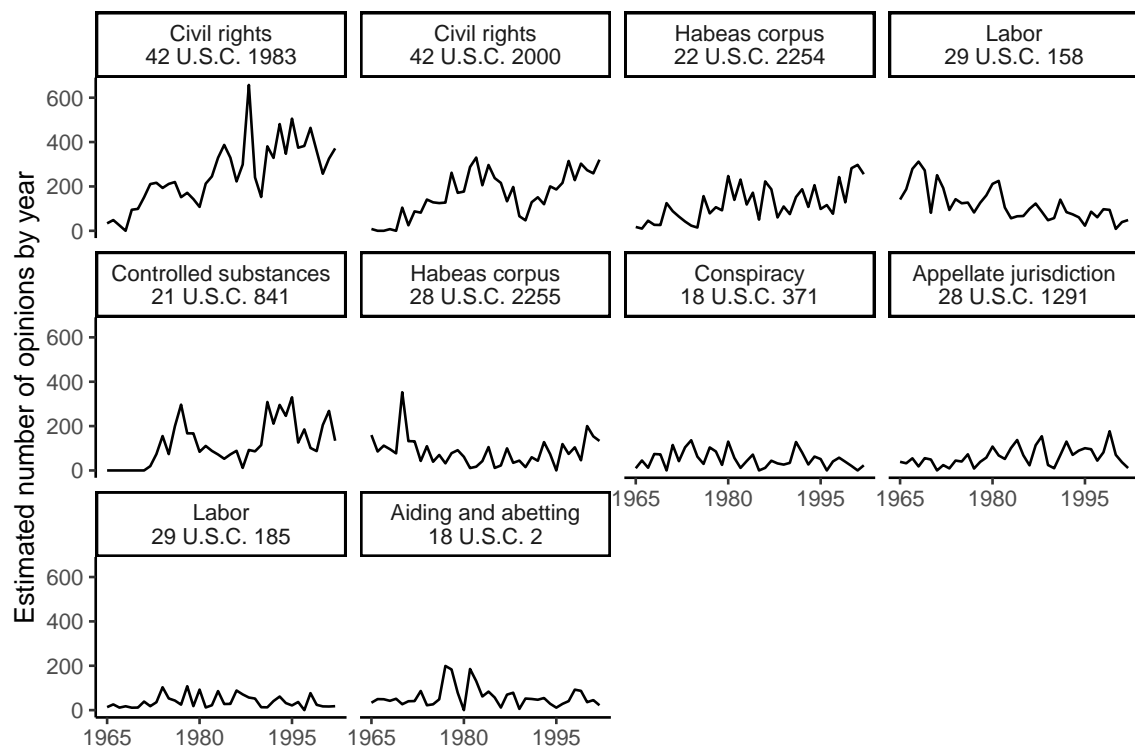 Civil rights
42 U.S.C. 1983
Civil rights
42 U.S.C. 2000
Habeas corpus
22 U.S.C. 2254
Labor
29 U.S.C. 158
600
400
200
0
Controlled substances
21 U.S.C. 841
Habeas corpus
28 U.S.C. 2255
Conspiracy
18 U.S.C. 371
Appellate jurisdiction
28 U.S.C. 1291
600
400
200
0
1965 1980 1995
1965 1980 1995
Labor
29 U.S.C. 185
Aiding and abetting
18 U.S.C. 2
600
400
200
0
1965 1980 1995
1965 1980 1995
Estimated number of opinions by year